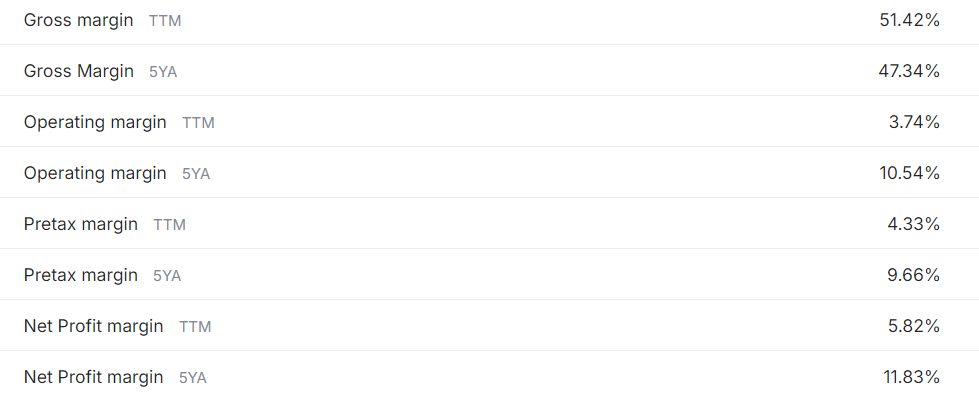 Gross margin TTM 51.42%
Gross Margin 5YA 47.34%
Operating margin TTM 3.74%
Operating margin 5YA 10.54%
Pretax margin TTM 4.33%
Pretax margin 5YA 9.66%
Net Profit margin TTM 5.82%
Net Profit margin 5YA 11.83%